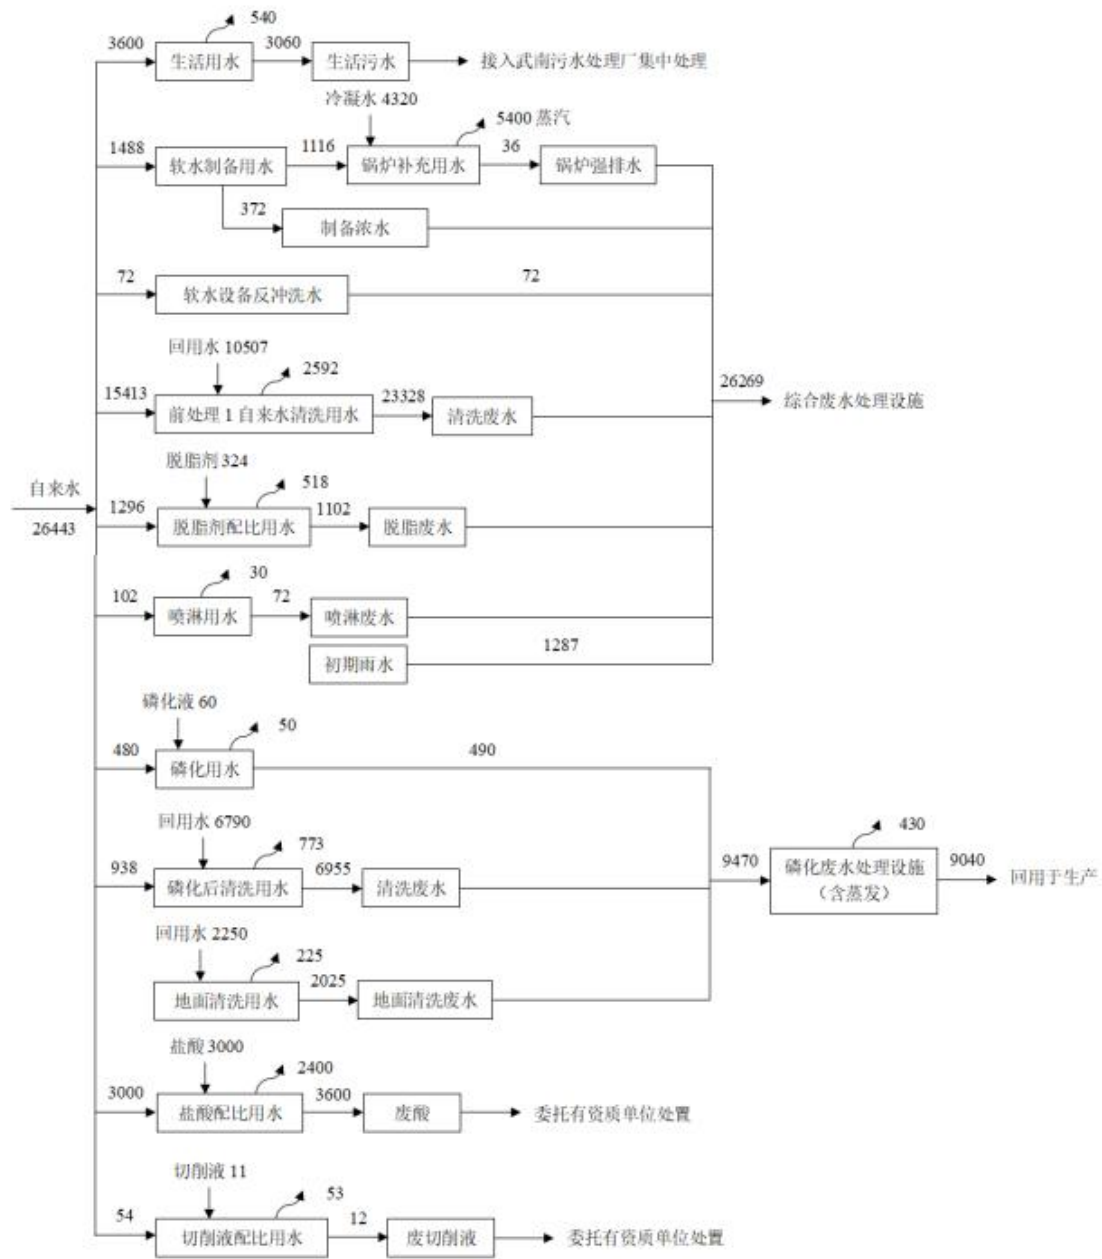 540
3600
生活用水
3060
生活污水
接入武南污水处理厂集中处理
冷凝水 4320
5400 蒸汽
1488
软水制备用水
1116
锅炉补充用水
36
锅炉强排水
372
制备浓水
72
软水设备反冲洗水
72
回用水 10507
2592
15413
前处理 1 自来水清洗用水
23328
清洗废水
26269
综合废水处理设施
脱脂剂 324
518
自来水
26443
1296
脱脂剂配比用水
1102
脱脂废水
30
102
喷淋用水
72
喷淋废水
初期雨水
1287
磷化液 60
50
480
磷化用水
490
回用水 6790
773
938
磷化后清洗用水
6955
清洗废水
9470
430
磷化废水处理设施
（含蒸发）
9040
回用于生产
回用水 2250
225
地面清洗用水
2025
地面清洗废水
盐酸 3000
2400
3000
盐酸配比用水
3600
废酸
委托有资质单位处置
切削液 11
53
54
切削液配比用水
12
废切削液
委托有资质单位处置